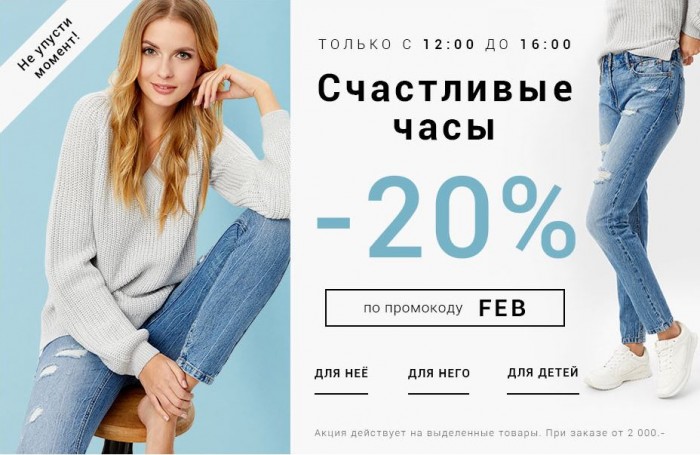 Не упусти
момент!
ТОЛЬКО С 12:00 ДО 16:00
Счастливые
часы
-20%
по промокоду FEB
ДЛЯ НЕЁ ДЛЯ НЕГО ДЛЯ ДЕТЕЙ
Акция действует на выделенные товары. При заказе от 2 000.-